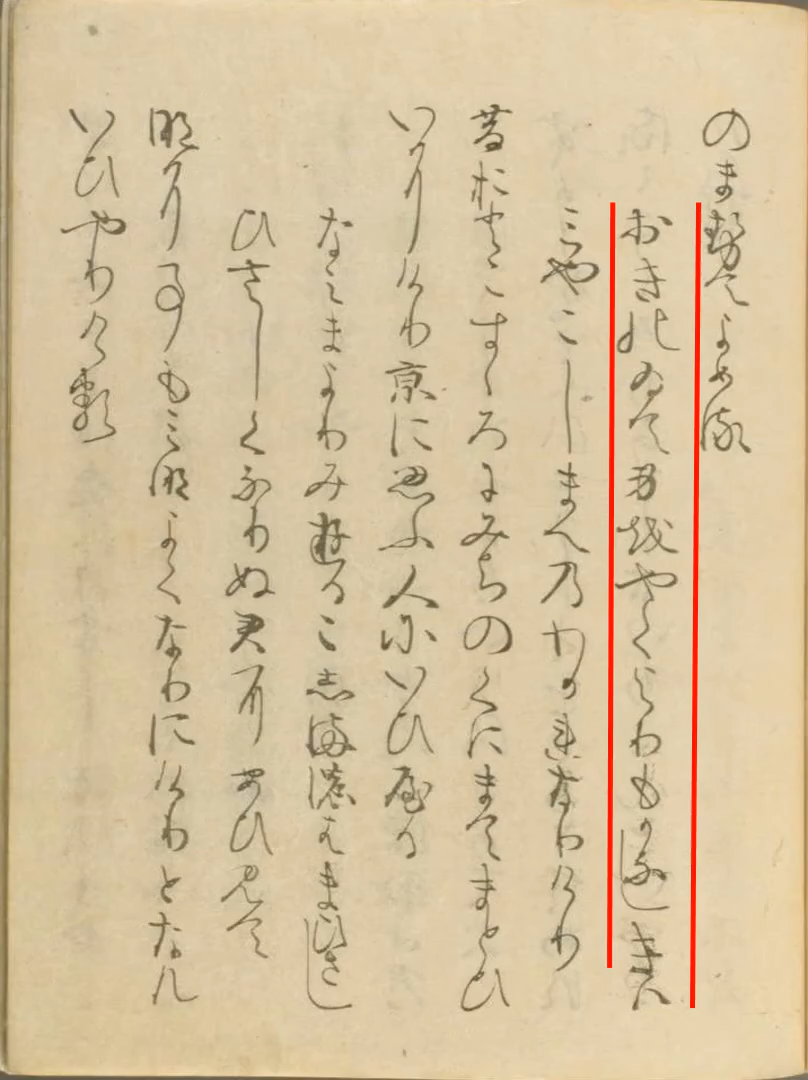 のませてよめる
おきのゐて身をやくよりもかなしきは
みやこしまへのわかれなりけり
昔おとこすゝろにみちのくにまてまとひ
いにけり京に思ふ人にいひやる
なみまよりみゆるこしまのはまひさし
ひさしくなりぬ君にあひ見て
何事もみなよくなりにけりとなん
いひやりける